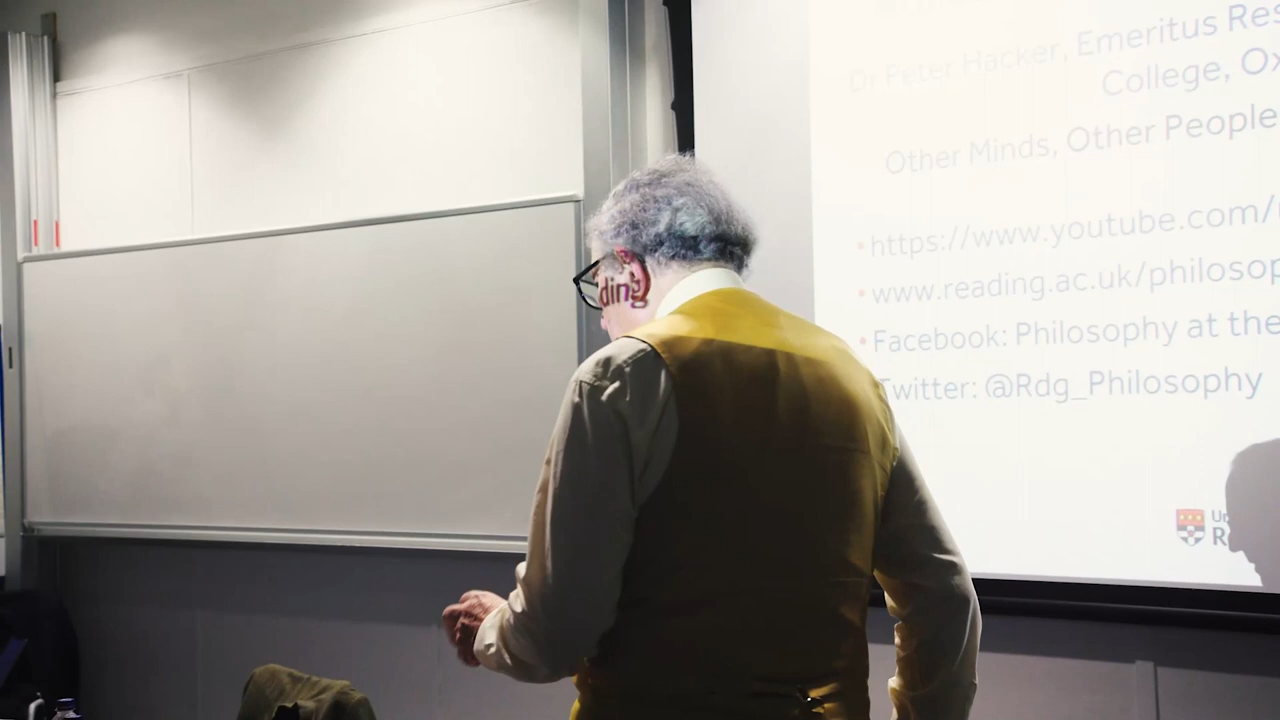 Dr Peter Hacker, Emeritus Res
College, Ox
Other Minds, Other People
https://www.youtube.com/
www.reading.ac.uk/philosop
Facebook: Philosophy at the
Twitter: @Rdg_Philosophy
ding